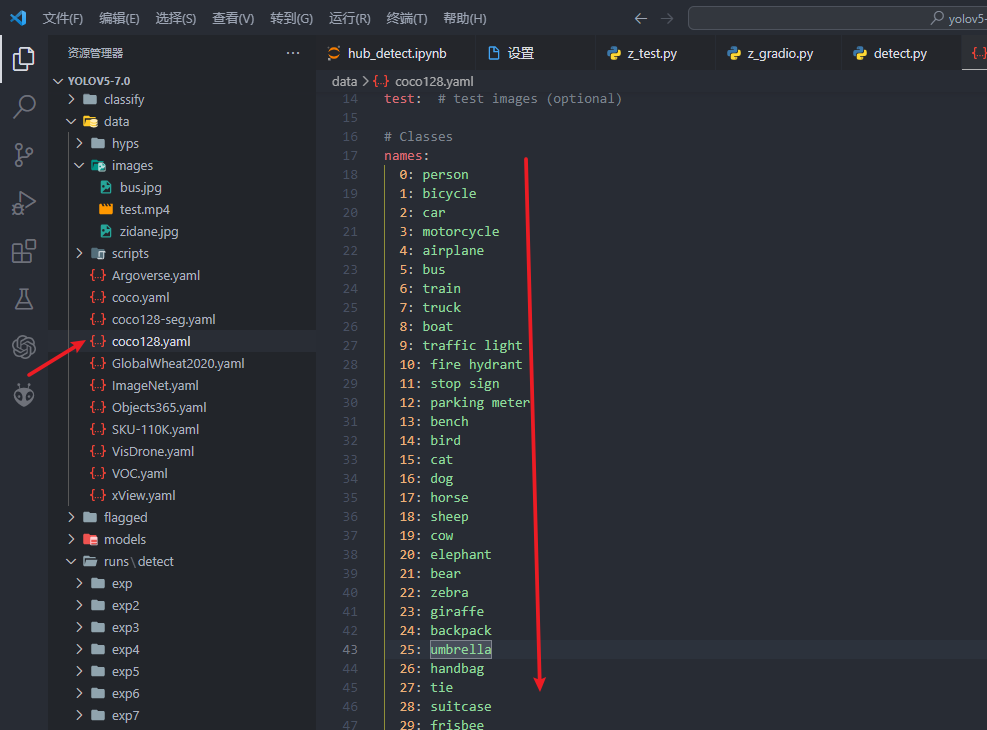 文件(F) 编辑(E) 选择(S) 查看(V) 转到(G) 运行(R) 终端(T) 帮助(H) yolov5-
资源管理器
YOLOV5-7.0
classify
data
hyps
images
bus.jpg
test.mp4
zidane.jpg
scripts
Argoverse.yaml
coco.yaml
coco128-seg.yaml
coco128.yaml
GlobalWheat2020.yaml
ImageNet.yaml
Objects365.yaml
SKU-110K.yaml
VisDrone.yaml
VOC.yaml
xView.yaml
flagged
models
runs\detect
exp
exp2
exp3
exp4
exp5
exp6
exp7
hub_detect.ipynb 设置 z_test.py z_gradio.py detect.py
data > {..} coco128.yaml
14 test: # test images (optional)
15
16 # Classes
17 names:
18 0: person
19 1: bicycle
20 2: car
21 3: motorcycle
22 4: airplane
23 5: bus
24 6: train
25 7: truck
26 8: boat
27 9: traffic light
28 10: fire hydrant
29 11: stop sign
30 12: parking meter
31 13: bench
32 14: bird
33 15: cat
34 16: dog
35 17: horse
36 18: sheep
37 19: cow
38 20: elephant
39 21: bear
40 22: zebra
41 23: giraffe
42 24: backpack
43 25: umbrella
44 26: handbag
45 27: tie
46 28: suitcase
47 29: frisbee